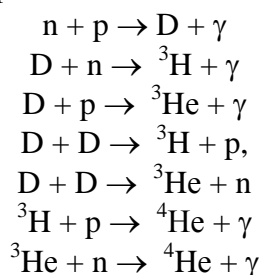 n + p → D + γ
D + n → ³H + γ
D + p → ³He + γ
D + D → ³H + p,
D + D → ³He + n
³H + p → ⁴He + γ
³He + n → ⁴He + γ